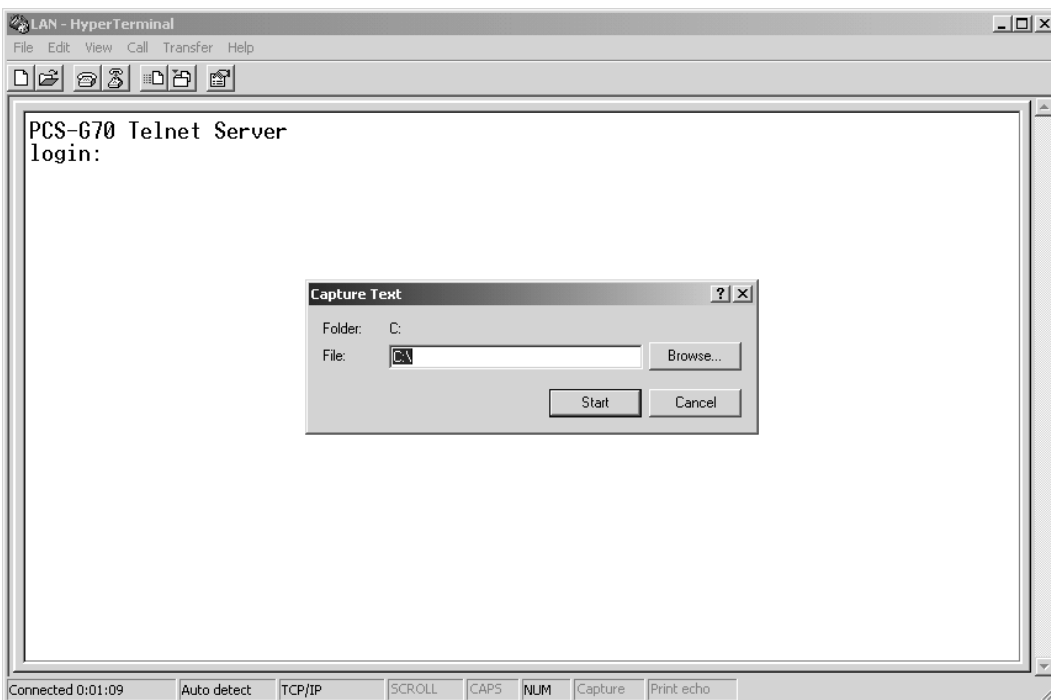 LAN - HyperTerminal
File Edit View Call Transfer Help
PCS-G70 Telnet Server
login:
Capture Text
Folder: C:
File: C:\ Browse...
Start Cancel
Connected 0:01:09 Auto detect TCP/IP SCROLL CAPS NUM Capture Print echo